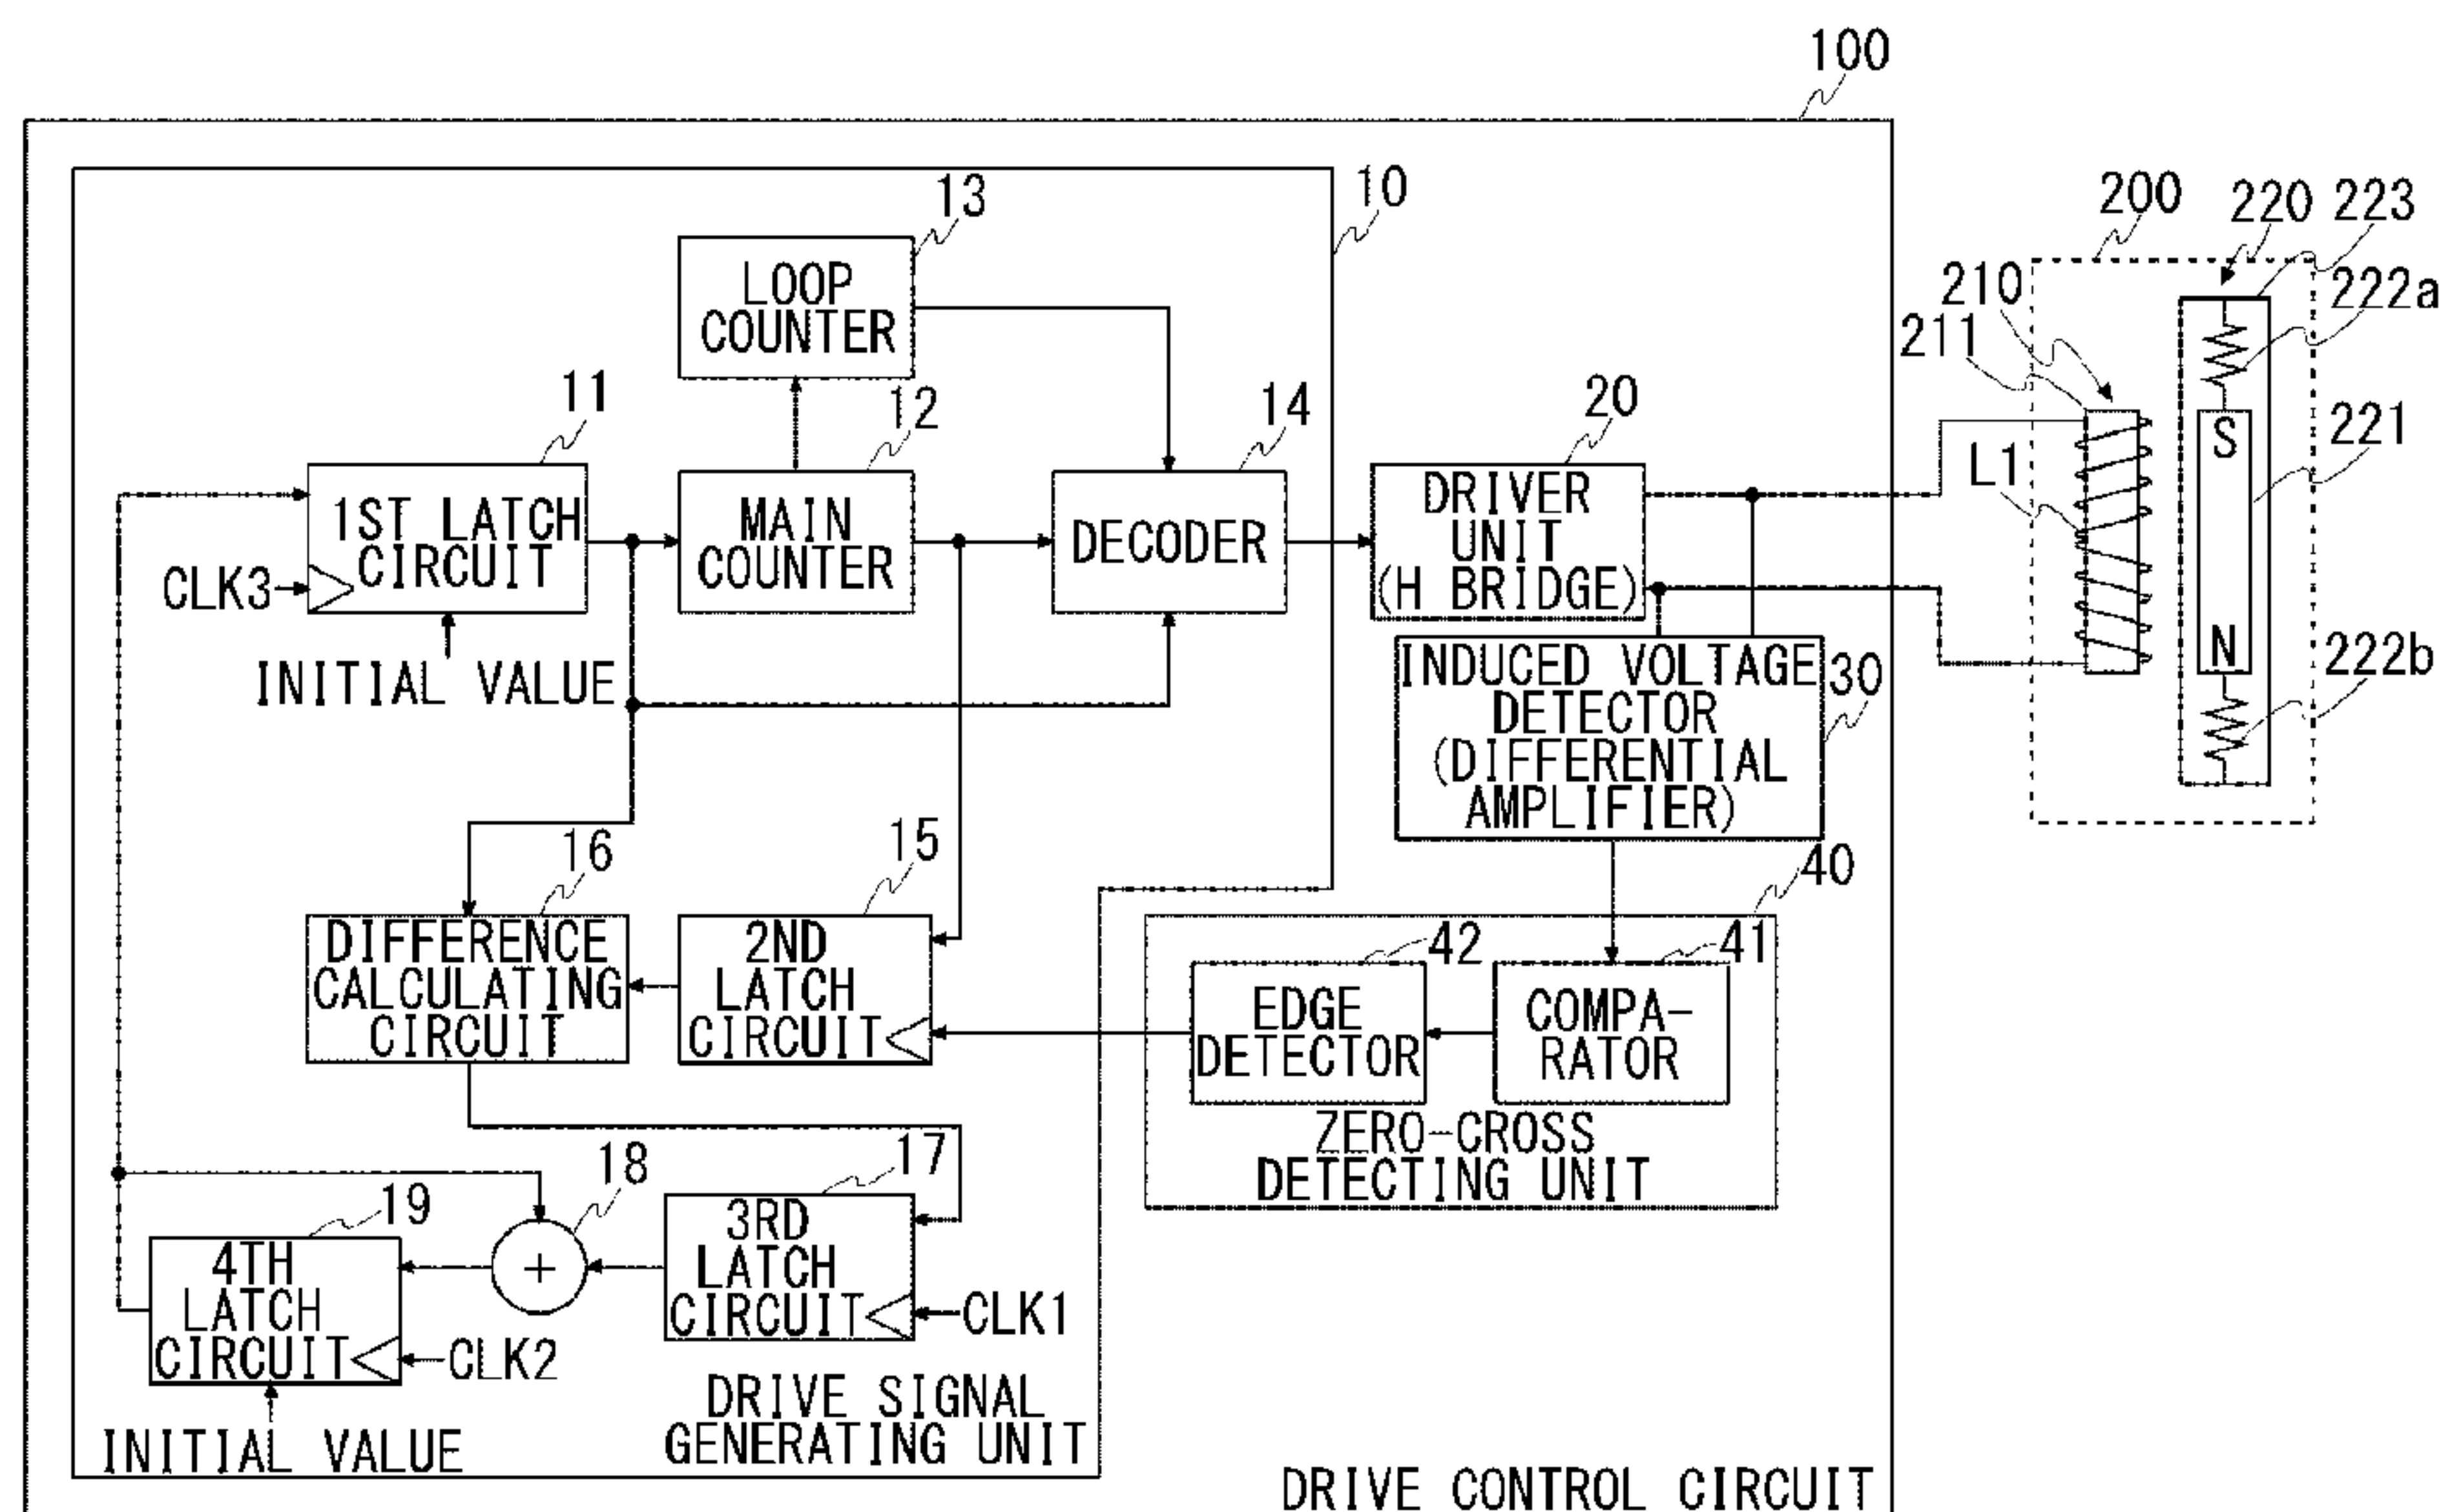 100
13
10
200
220
223
LOOP
COUNTER
210
222a
211
11
12
14
20
S
221
L1
1ST LATCH
CIRCUIT
MAIN
COUNTER
DECODER
DRIVER
UNIT
(H BRIDGE)
CLK3
INITIAL VALUE
N
222b
INDUCED VOLTAGE
DETECTOR
(DIFFERENTIAL
AMPLIFIER)
30
16
15
40
DIFFERENCE
CALCULATING
CIRCUIT
2ND
LATCH
CIRCUIT
42
41
EDGE
DETECTOR
COMPA-
RATOR
ZERO-CROSS
DETECTING UNIT
17
18
19
3RD
LATCH
CIRCUIT
+
4TH
LATCH
CIRCUIT
CLK1
CLK2
INITIAL VALUE
DRIVE SIGNAL
GENERATING UNIT
DRIVE CONTROL CIRCUIT